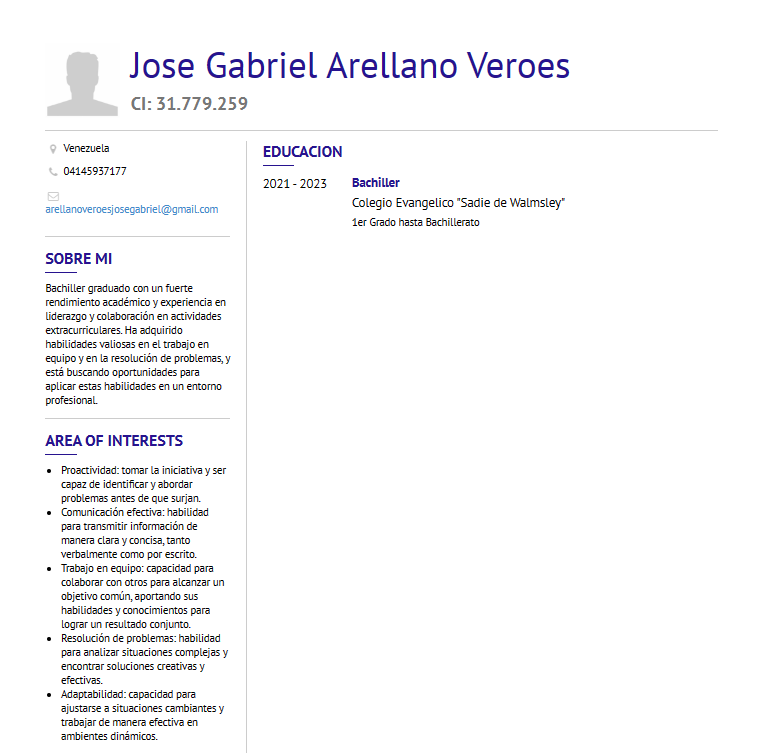 Jose Gabriel Arellano Veroes
CI: 31.779.259
Venezuela
04145937177
arellanoveroesjosegabriel@gmail.com
SOBRE MI
Bachiller graduado con un fuerte
rendimiento académico y experiencia en
liderazgo y colaboración en actividades
extracurriculares. Ha adquirido
habilidades valiosas en el trabajo en
equipo y en la resolución de problemas, y
está buscando oportunidades para
aplicar estas habilidades en un entorno
profesional.
AREA OF INTERESTS
Proactividad: tomar la iniciativa y ser
capaz de identificar y abordar
problemas antes de que surjan.
Comunicación efectiva: habilidad
para transmitir información de
manera clara y concisa, tanto
verbalmente como por escrito.
Trabajo en equipo: capacidad para
colaborar con otros para alcanzar un
objetivo común, aportando sus
habilidades y conocimientos para
lograr un resultado conjunto.
Resolución de problemas: habilidad
para analizar situaciones complejas y
encontrar soluciones creativas y
efectivas.
Adaptabilidad: capacidad para
ajustarse a situaciones cambiantes y
trabajar de manera efectiva en
ambientes dinámicos.
EDUCACION
2021 - 2023
Bachiller
Colegio Evangelico "Sadie de Walmsley"
1er Grado hasta Bachillerato